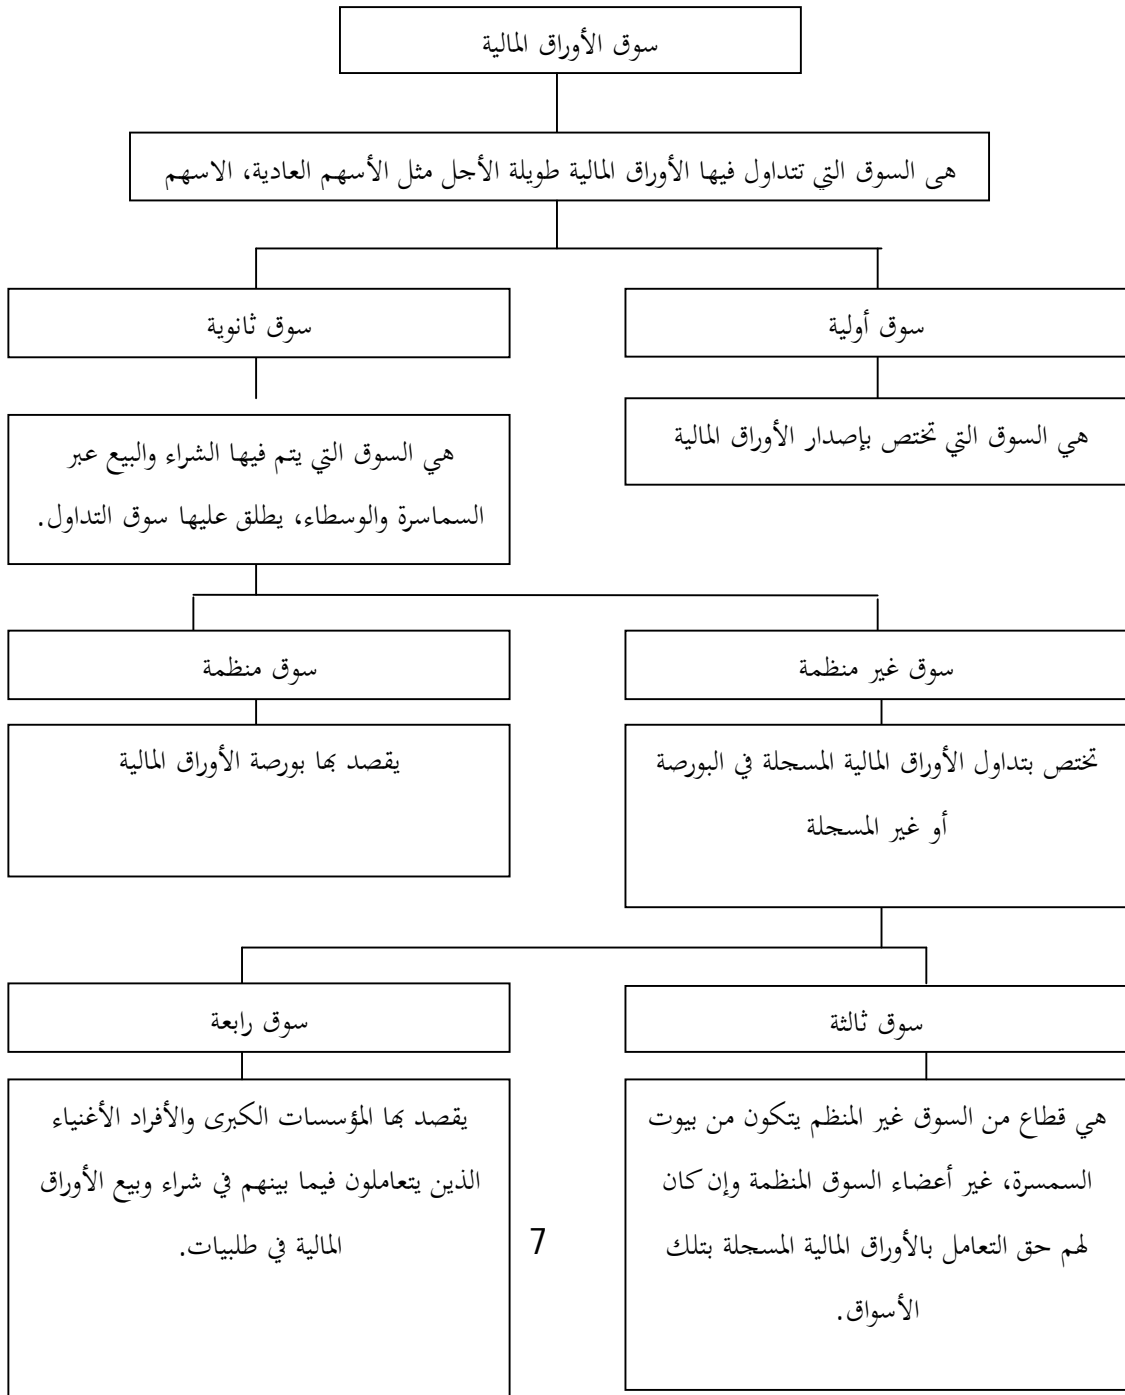 سوق الأوراق المالية
هى السوق التي تتداول فيها الأوراق المالية طويلة الأجل مثل الأسهم العادية، الاسهم
سوق أولية
سوق ثانوية
هي السوق التي تختص بإصدار الأوراق المالية
هي السوق التي يتم فيها الشراء والبيع عبر
السماسرة والوسطاء، يطلق عليها سوق التداول.
سوق غير منظمة
سوق منظمة
تختص بتداول الأوراق المالية المسجلة في البورصة
أو غير المسجلة
يقصد بها بورصة الأوراق المالية
سوق ثالثة
سوق رابعة
هي قطاع من السوق غير المنظم يتكون من بيوت
السمسرة، غير أعضاء السوق المنظمة وإن كان
لهم حق التعامل بالأوراق المالية المسجلة بتلك
الأسواق.
يقصد بها المؤسسات الكبرى والأفراد الأغنياء
الذين يتعاملون فيما بينهم في شراء وبيع الأوراق
المالية في طلبيات.
7